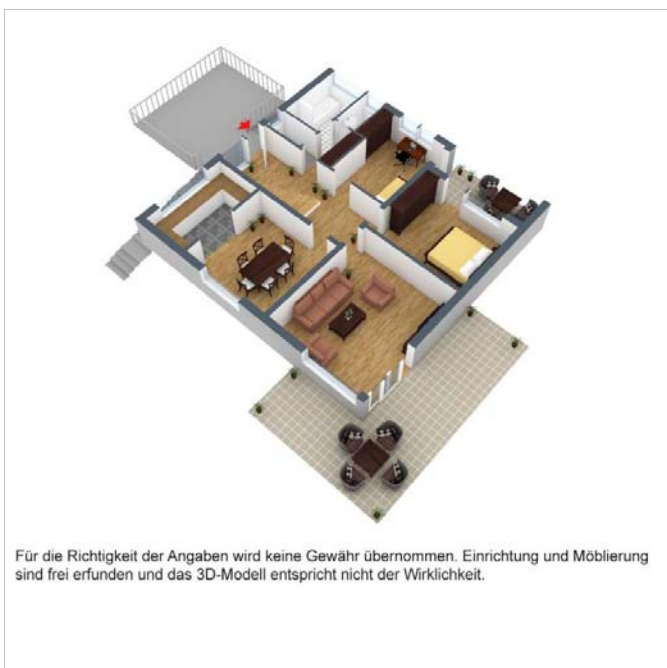 Für die Richtigkeit der Angaben wird keine Gewähr übernommen. Einrichtung und Möblierung
sind frei erfunden und das 3D-Modell entspricht nicht der Wirklichkeit.